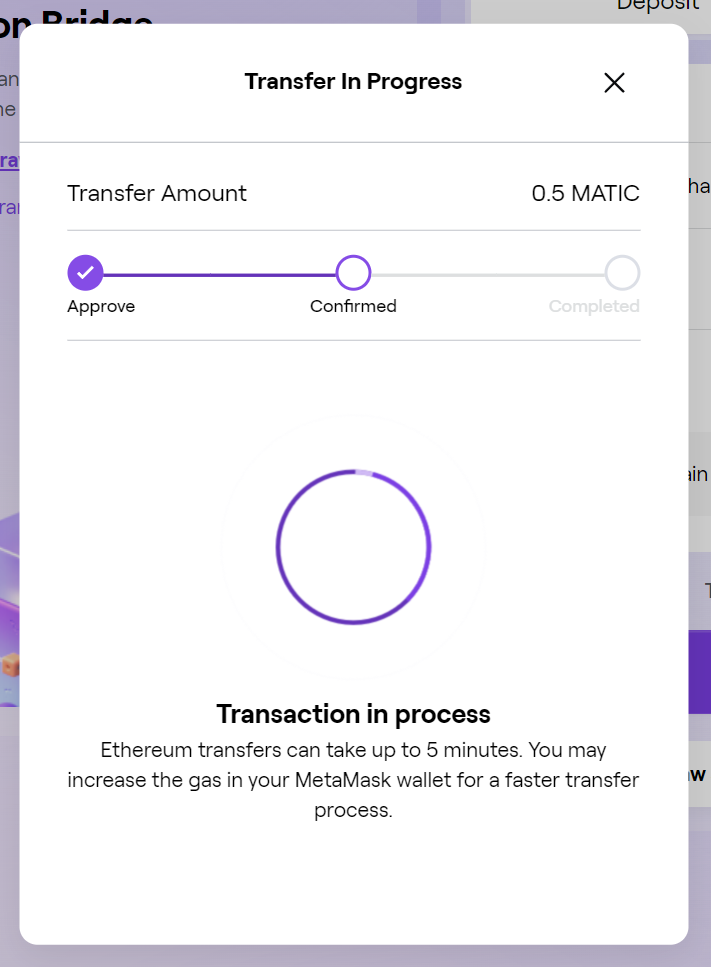 on Bridge
Deposit
Transfer In Progress
Transfer Amount
0.5 MATIC
Approve
Confirmed
Completed
Transaction in process
Ethereum transfers can take up to 5 minutes. You may
increase the gas in your MetaMask wallet for a faster transfer
process.